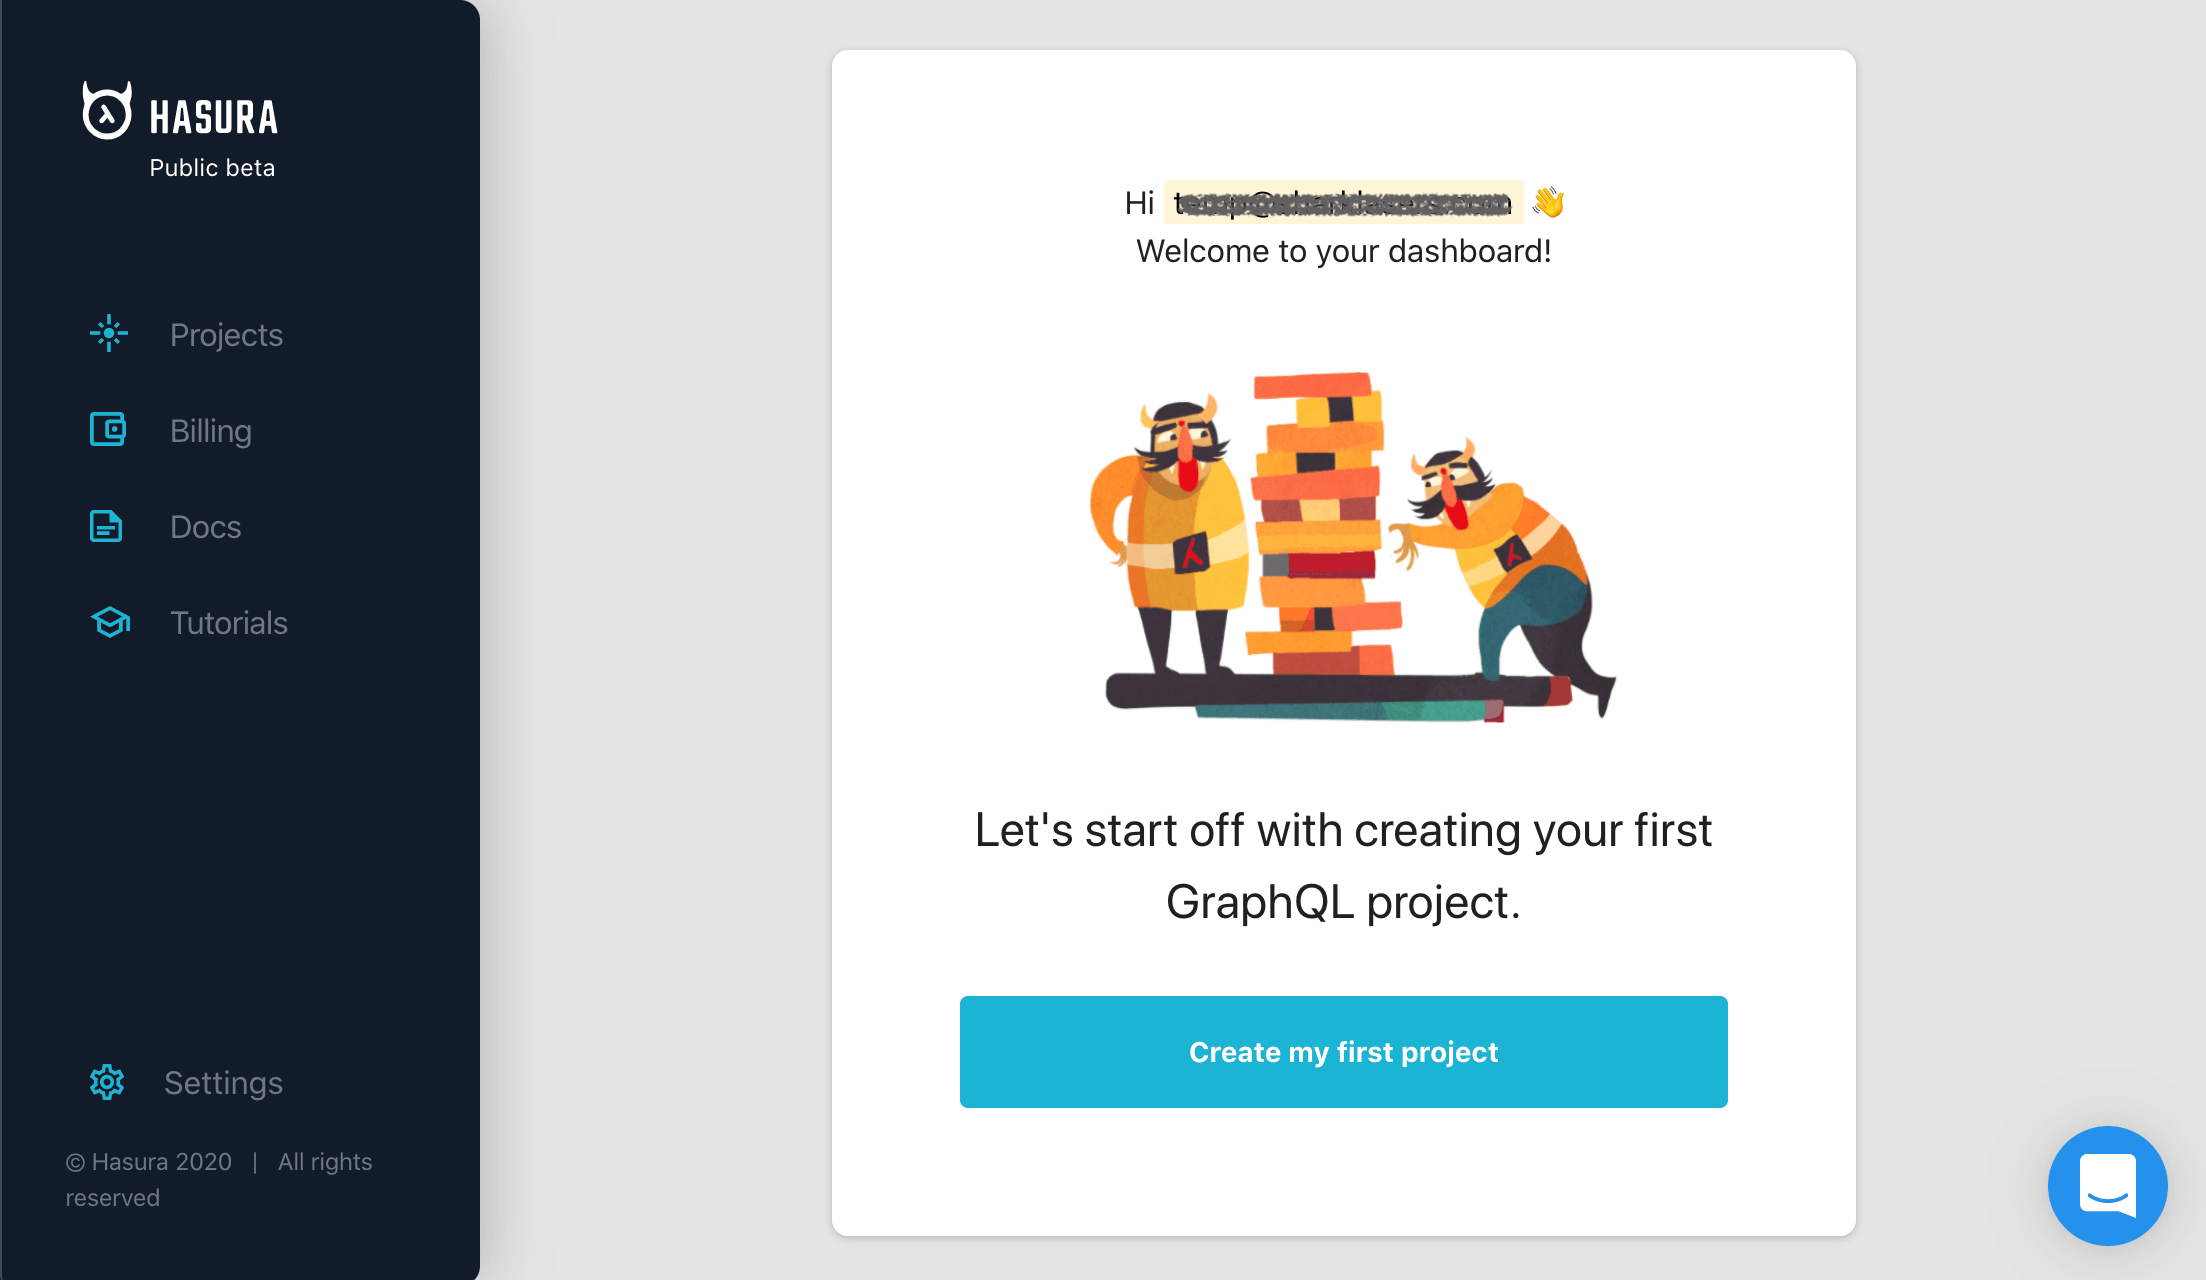 HASURA
Public beta
Projects
Billing
Docs
Tutorials
Settings
© Hasura 2020 | All rights
reserved
Hi 👋
Welcome to your dashboard!
Let's start off with creating your first
GraphQL project.
Create my first project